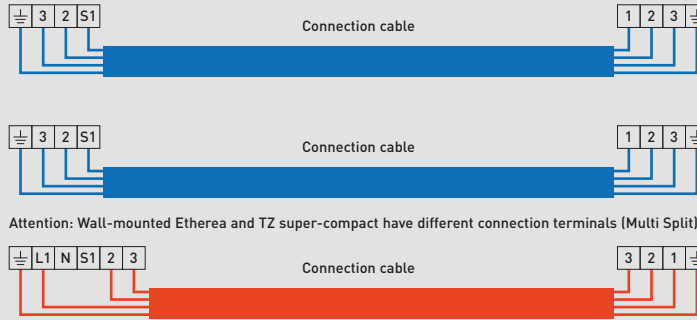 3 2 S1 Connection cable 1 2 3
3 2 S1 Connection cable 1 2 3
Attention: Wall-mounted Etherea and TZ super-compact have different connection terminals (Multi Split)
L1 N S1 2 3 Connection cable 3 2 1